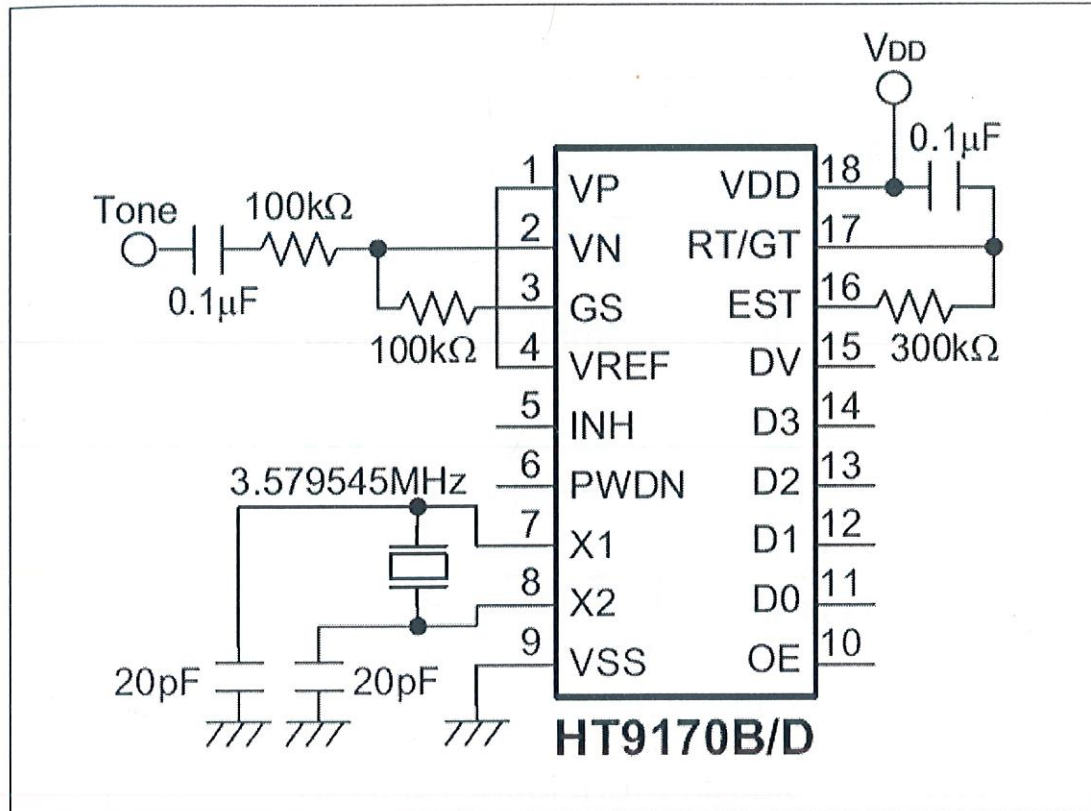 VDD
0.1μF
Tone
100kΩ
0.1μF
100kΩ
1 VP
2 VN
3 GS
4 VREF
5 INH
6 PWDN
3.579545MHz
7 X1
8 X2
9 VSS
20pF
20pF
VDD 18
RT/GT 17
EST 16
300kΩ
DV 15
D3 14
D2 13
D1 12
D0 11
OE 10
HT9170B/D